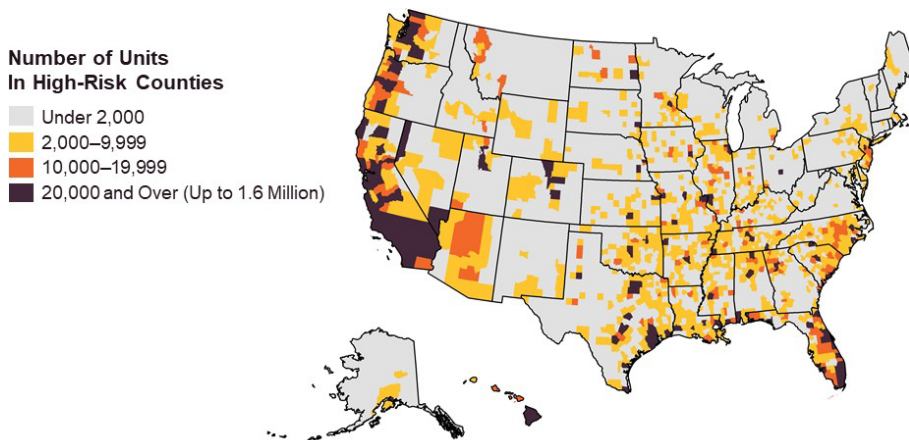 Number of Units
In High-Risk Counties
Under 2,000
2,000–9,999
10,000–19,999
20,000 and Over (Up to 1.6 Million)